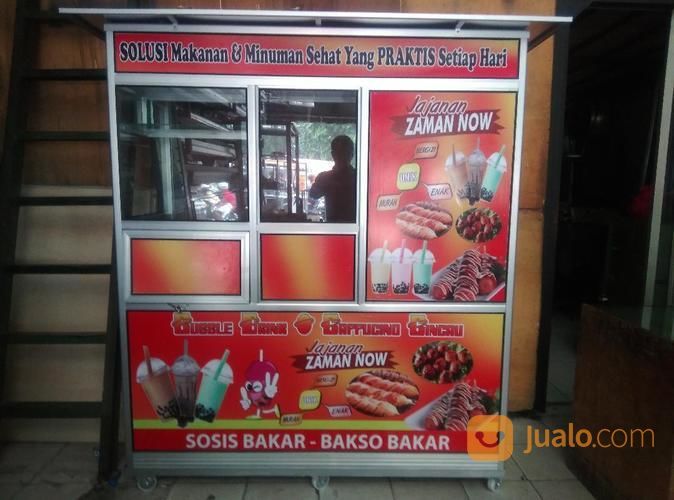 SOLUSI Makanan & Minuman Sehat Yang PRAKTIS Setiap Hari
Jajanan
ZAMAN NOW
BERGIZI
UNIK
ENAK
MURAH
BUBBLE DRINK CAPPUCINO CINCAU
Jajanan
ZAMAN NOW
BERGIZI
UNIK
ENAK
MURAH
SOSIS BAKAR - BAKSO BAKAR
jualo.com